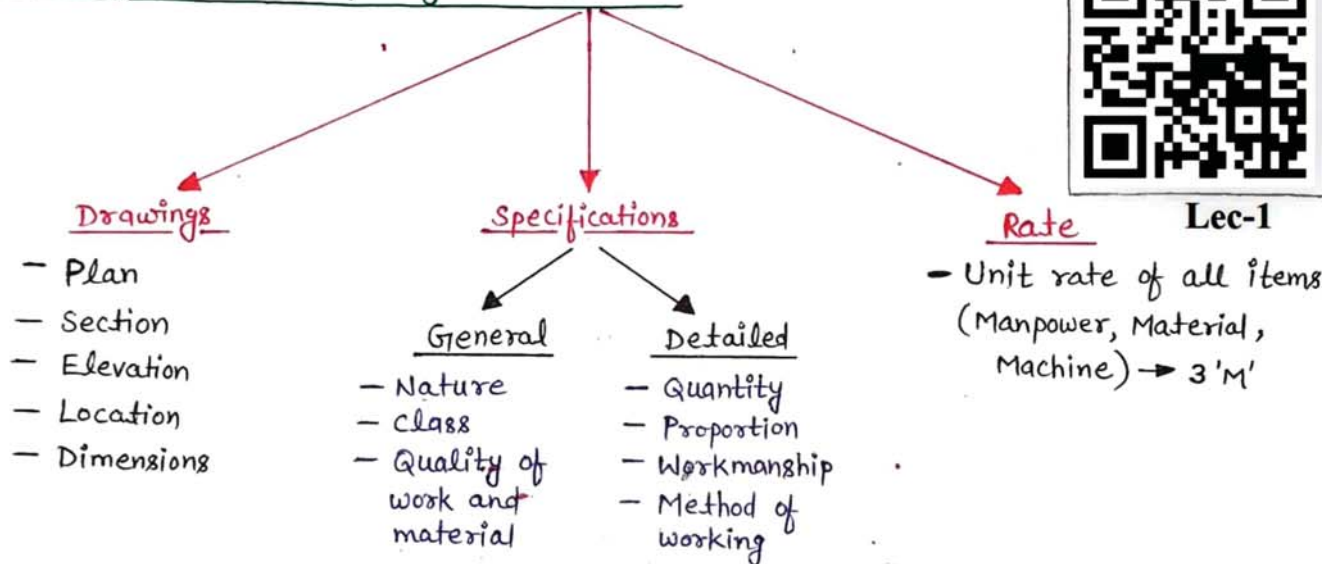 Drawings
— Plan
— Section
— Elevation
— Location
— Dimensions
Specifications
General
— Nature
— Class
— Quality of
work and
material
Detailed
— Quantity
— Proportion
— Workmanship
— Method of
working
Lec-1
Rate
— Unit rate of all items
(Manpower, Material,
Machine) → 3 'M'